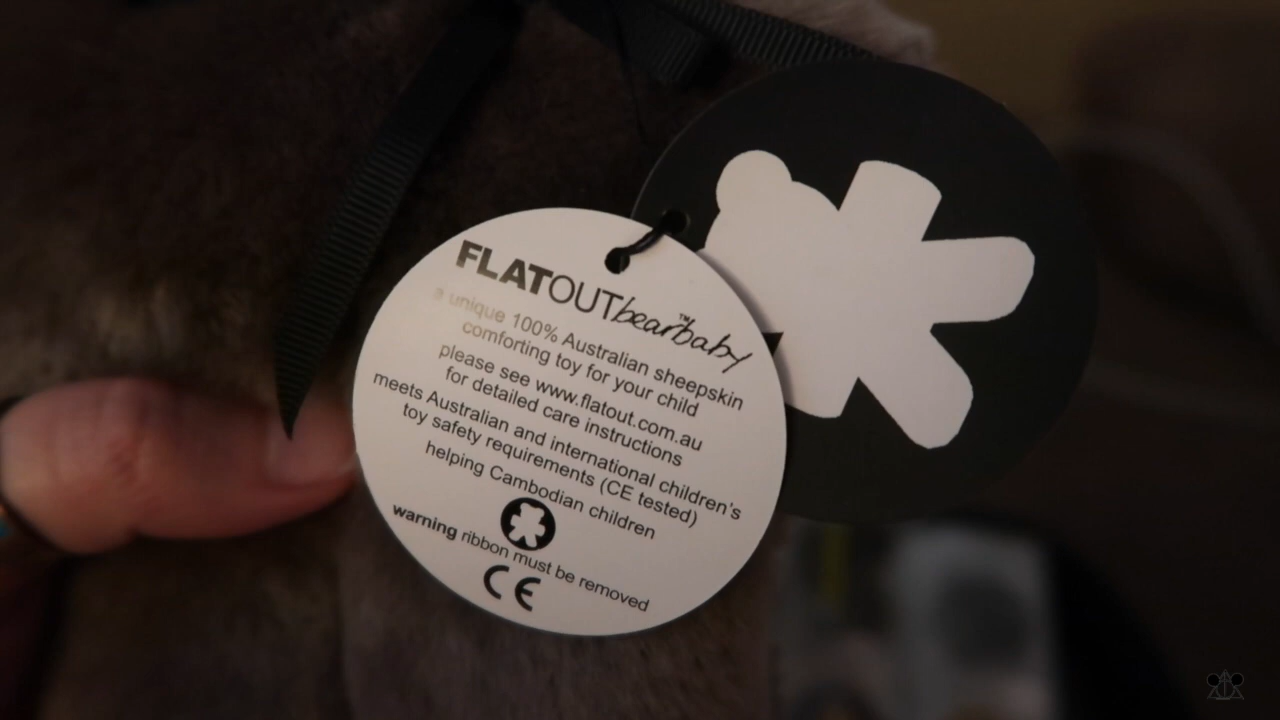 FLATOUTbearbaby™
a unique 100% Australian sheepskin
comforting toy for your child
please see www.flatout.com.au
for detailed care instructions
meets Australian and international children's
toy safety requirements (CE tested)
helping Cambodian children
warning ribbon must be removed
CE